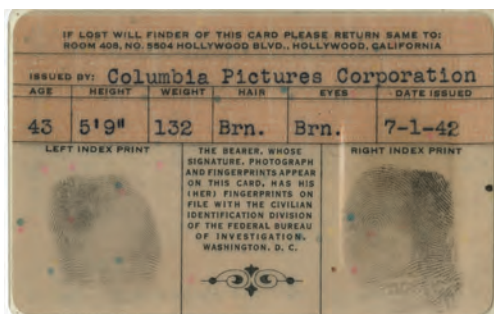 IF LOST WILL FINDER OF THIS CARD PLEASE RETURN SAME TO:
ROOM 408, NO. 5504 HOLLYWOOD BLVD., HOLLYWOOD, CALIFORNIA
ISSUED BY: Columbia Pictures Corporation
AGE HEIGHT WEIGHT HAIR EYES DATE ISSUED
43 5'9" 132 Brn. Brn. 7-1-42
LEFT INDEX PRINT
THE BEARER, WHOSE
SIGNATURE, PHOTOGRAPH
AND FINGERPRINTS APPEAR
ON THIS CARD, HAS HIS
(HER) FINGERPRINTS ON
FILE WITH THE CIVILIAN
IDENTIFICATION DIVISION
OF THE FEDERAL BUREAU
OF INVESTIGATION,
WASHINGTON, D. C.
RIGHT INDEX PRINT